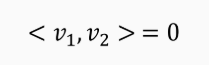 < v₁, v₂ > = 0